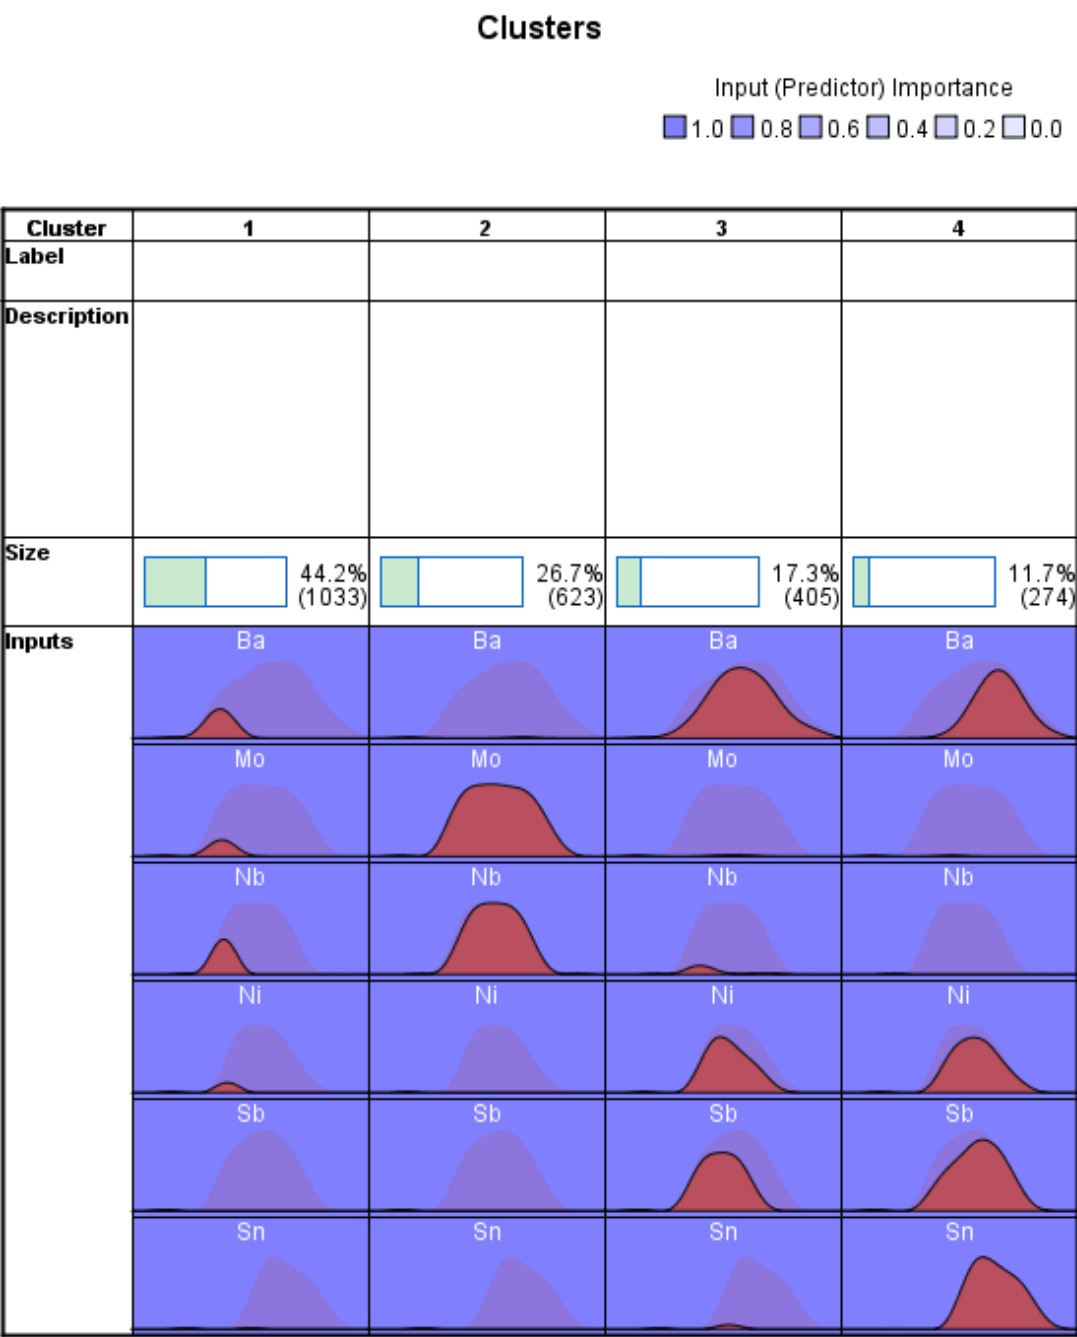 Clusters
Input (Predictor) Importance
1.0 0.8 0.6 0.4 0.2 0.0
Cluster 1 2 3 4
Label
Description
Size
44.2% 26.7% 17.3% 11.7%
(1033) (623) (405) (274)
Inputs Ba Ba Ba Ba
Mo Mo Mo Mo
Nb Nb Nb Nb
Ni Ni Ni Ni
Sb Sb Sb Sb
Sn Sn Sn Sn